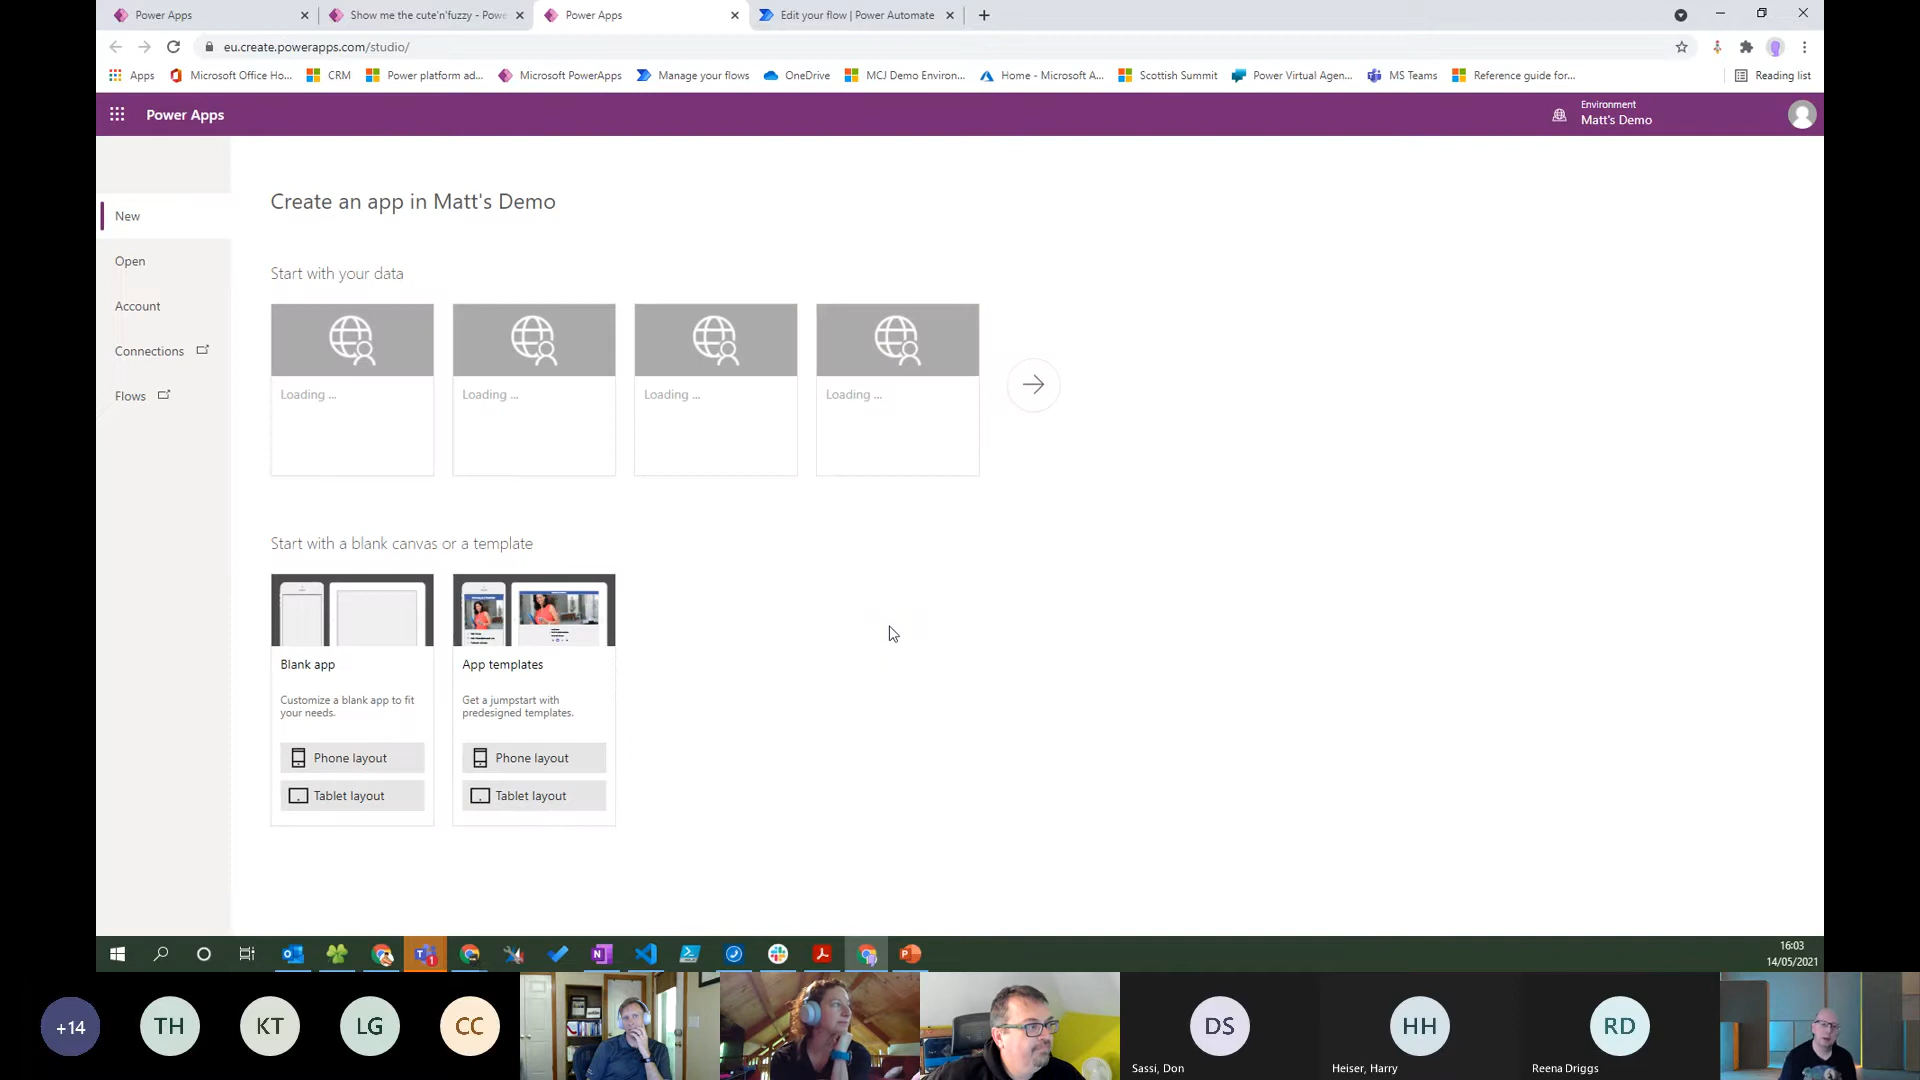 Power Apps
Show me the cute'n'fuzzy - Powe
Power Apps
Edit your flow | Power Automate
eu.create.powerapps.com/studio/
Apps
Microsoft Office Ho...
CRM
Power platform ad...
Microsoft PowerApps
Manage your flows
OneDrive
MCJ Demo Environ...
Home - Microsoft A...
Scottish Summit
Power Virtual Agen...
MS Teams
Reference guide for...
Reading list
Power Apps
Environment
Matt's Demo
New
Open
Account
Connections
Flows
Create an app in Matt's Demo
Start with your data
Loading ...
Loading ...
Loading ...
Loading ...
Start with a blank canvas or a template
Blank app
Customize a blank app to fit
your needs.
Phone layout
Tablet layout
App templates
Get a jumpstart with
predesigned templates.
Phone layout
Tablet layout
16:03
14/05/2021
+14
TH
KT
LG
CC
DS
Sassi, Don
HH
Heiser, Harry
RD
Reena Driggs